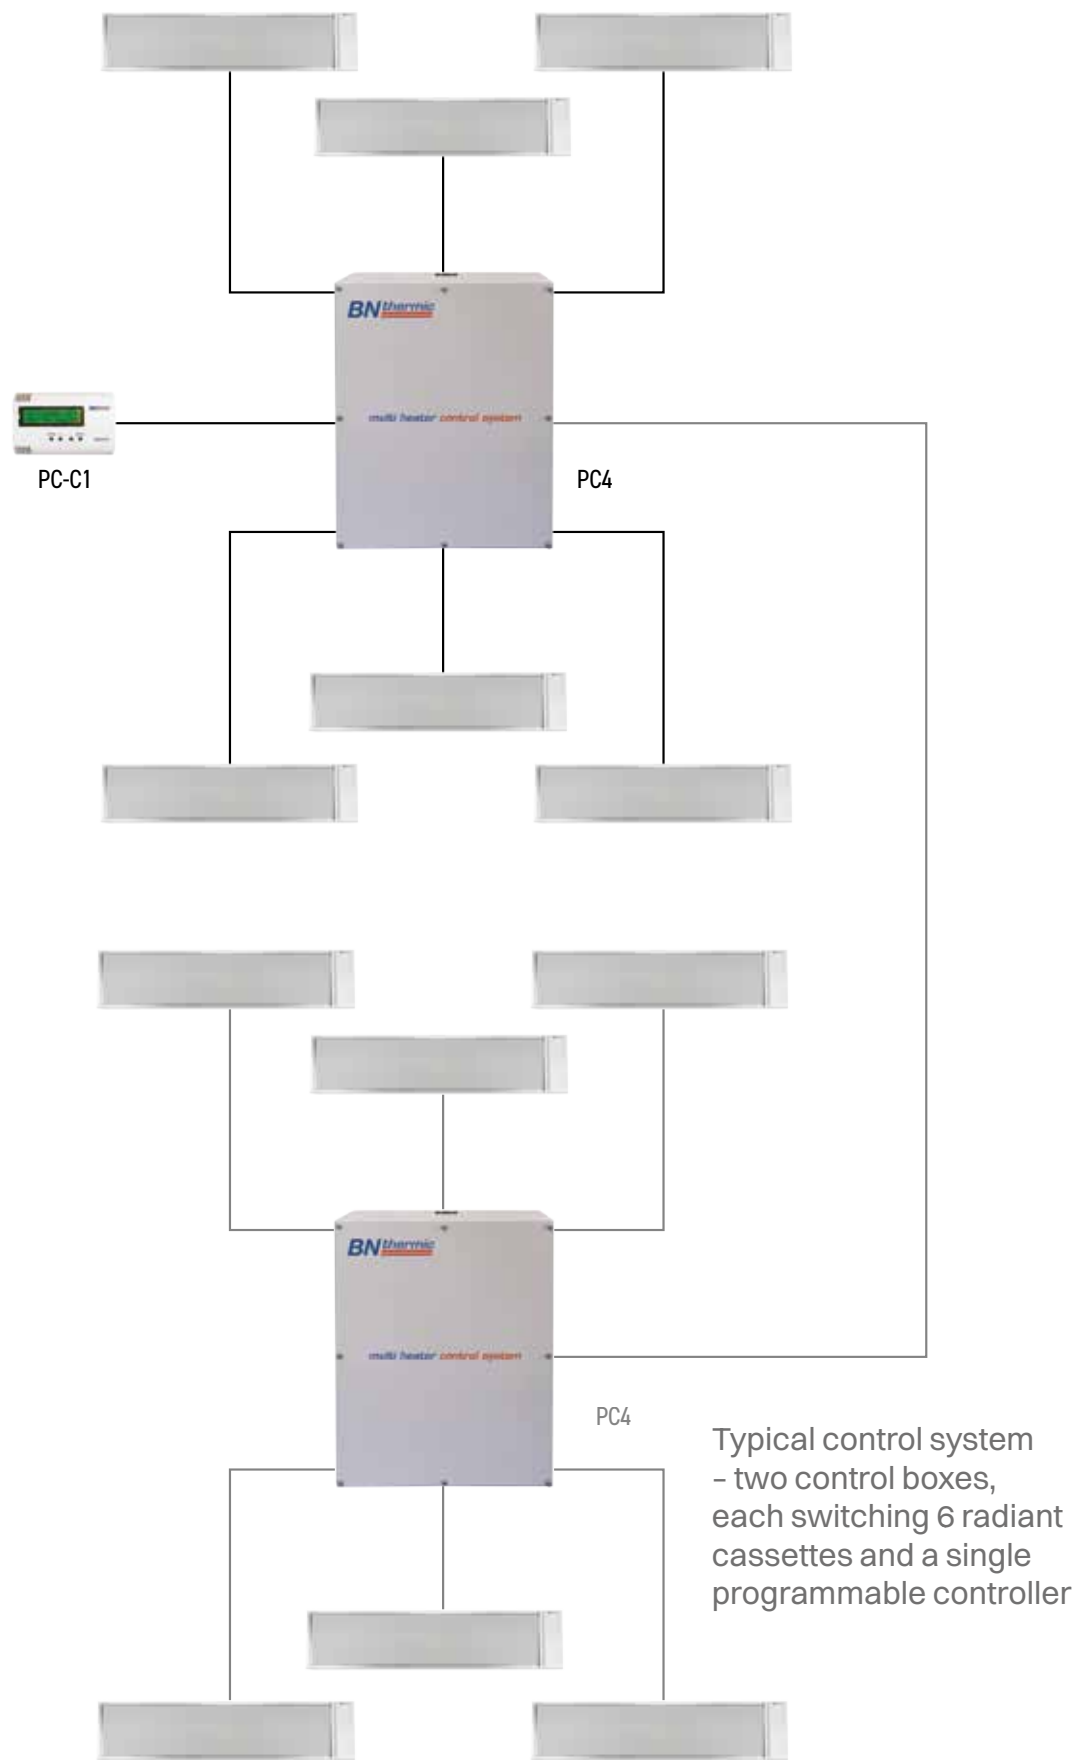 BN thermic
multi heater control system
PC-C1
PC4
BN thermic
multi heater control system
PC4
Typical control system
– two control boxes,
each switching 6 radiant
cassettes and a single
programmable controller